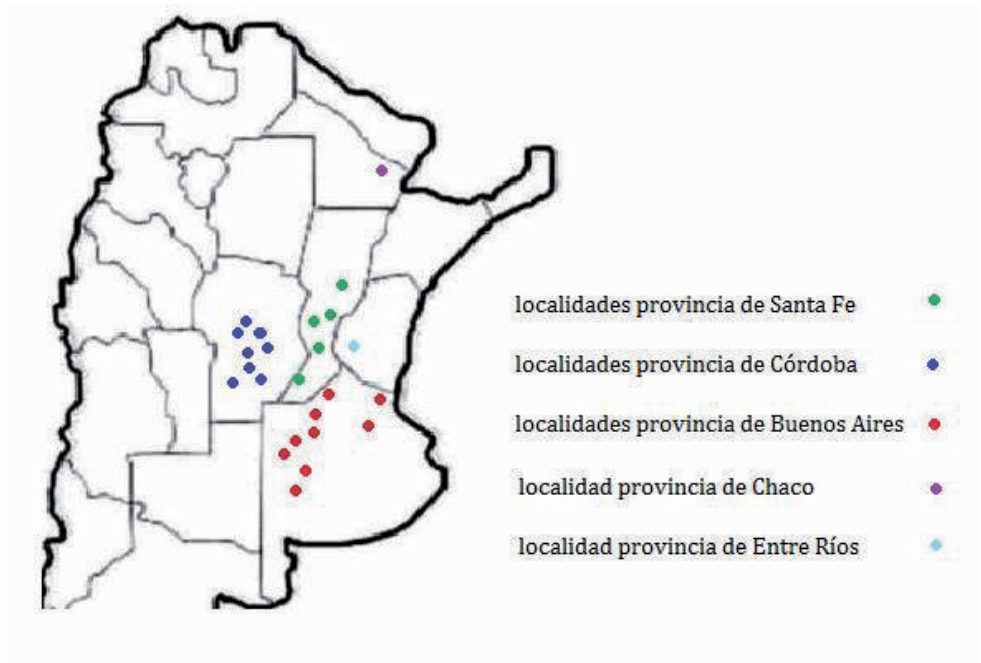 localidades provincia de Santa Fe
localidades provincia de Córdoba
localidades provincia de Buenos Aires
localidad provincia de Chaco
localidad provincia de Entre Ríos